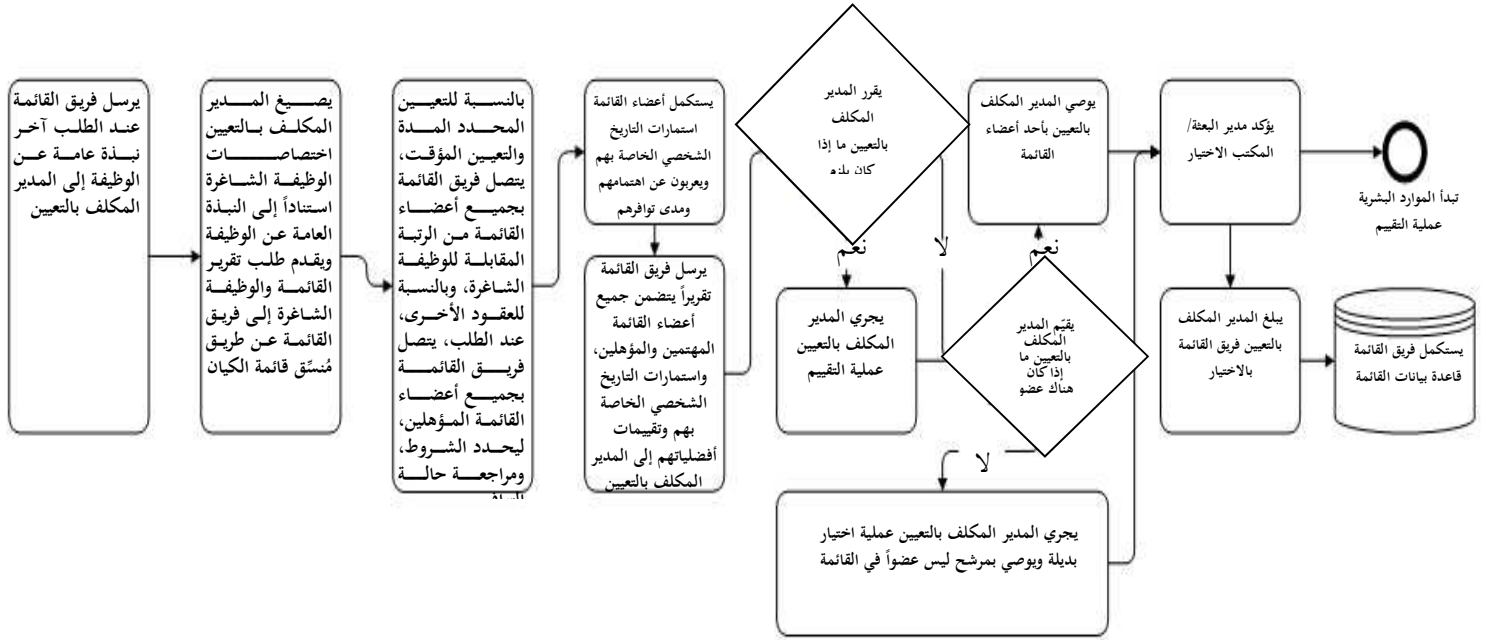 يرسل فريق القائمة
عند الطلب آخر
نبذة عامة عن
الوظيفة إلى المدير
المكلف بالتعيين
يصيغ المدير
المكلف بالتعيين
اختصاصات
الوظيفة الشاغرة
استناداً إلى النبذة
العامة عن الوظيفة
ويقدم طلب تقرير
القائمة والوظيفة
الشاغرة إلى فريق
القائمة عن طريق
مُنسِّق قائمة الكيان
بالنسبة للتعيين
المحدد المدة
والتعيين المؤقت،
يتصل فريق القائمة
بجميع أعضاء
القائمة من الرتبة
المقابلة للوظيفة
الشاغرة، وبالنسبة
للعقود الأخرى،
عند الطلب، يتصل
فريق القائمة
بجميع أعضاء
القائمة المؤهلين،
ليحدد الشروط،
ومراجعة حالة
يستكمل أعضاء القائمة
استمارات التاريخ
الشخصي الخاصة بهم
ويعربون عن اهتمامهم
ومدى توافرهم
يرسل فريق القائمة
تقريراً يتضمن جميع
أعضاء القائمة
المهتمين والمؤهلين،
واستمارات التاريخ
الشخصي الخاصة
بهم وتقييمات
أفضلياتهم إلى المدير
المكلف بالتعيين
يقرر المدير
المكلف
بالتعيين ما إذا
كان يلزم
نعم
لا
يجري المدير
المكلف بالتعيين
عملية التقييم
يقيّم المدير
المكلف
بالتعيين ما
إذا كان
هناك عضو
نعم
لا
يوصي المدير المكلف
بالتعيين بأحد أعضاء
القائمة
يجري المدير المكلف بالتعيين عملية اختيار
بديلة ويوصي بمرشح ليس عضواً في القائمة
يؤكد مدير البعثة/
المكتب الاختيار
تبدأ الموارد البشرية
عملية التقييم
يبلغ المدير المكلف
بالتعيين فريق القائمة
بالاختيار
يستكمل فريق القائمة
قاعدة بيانات القائمة